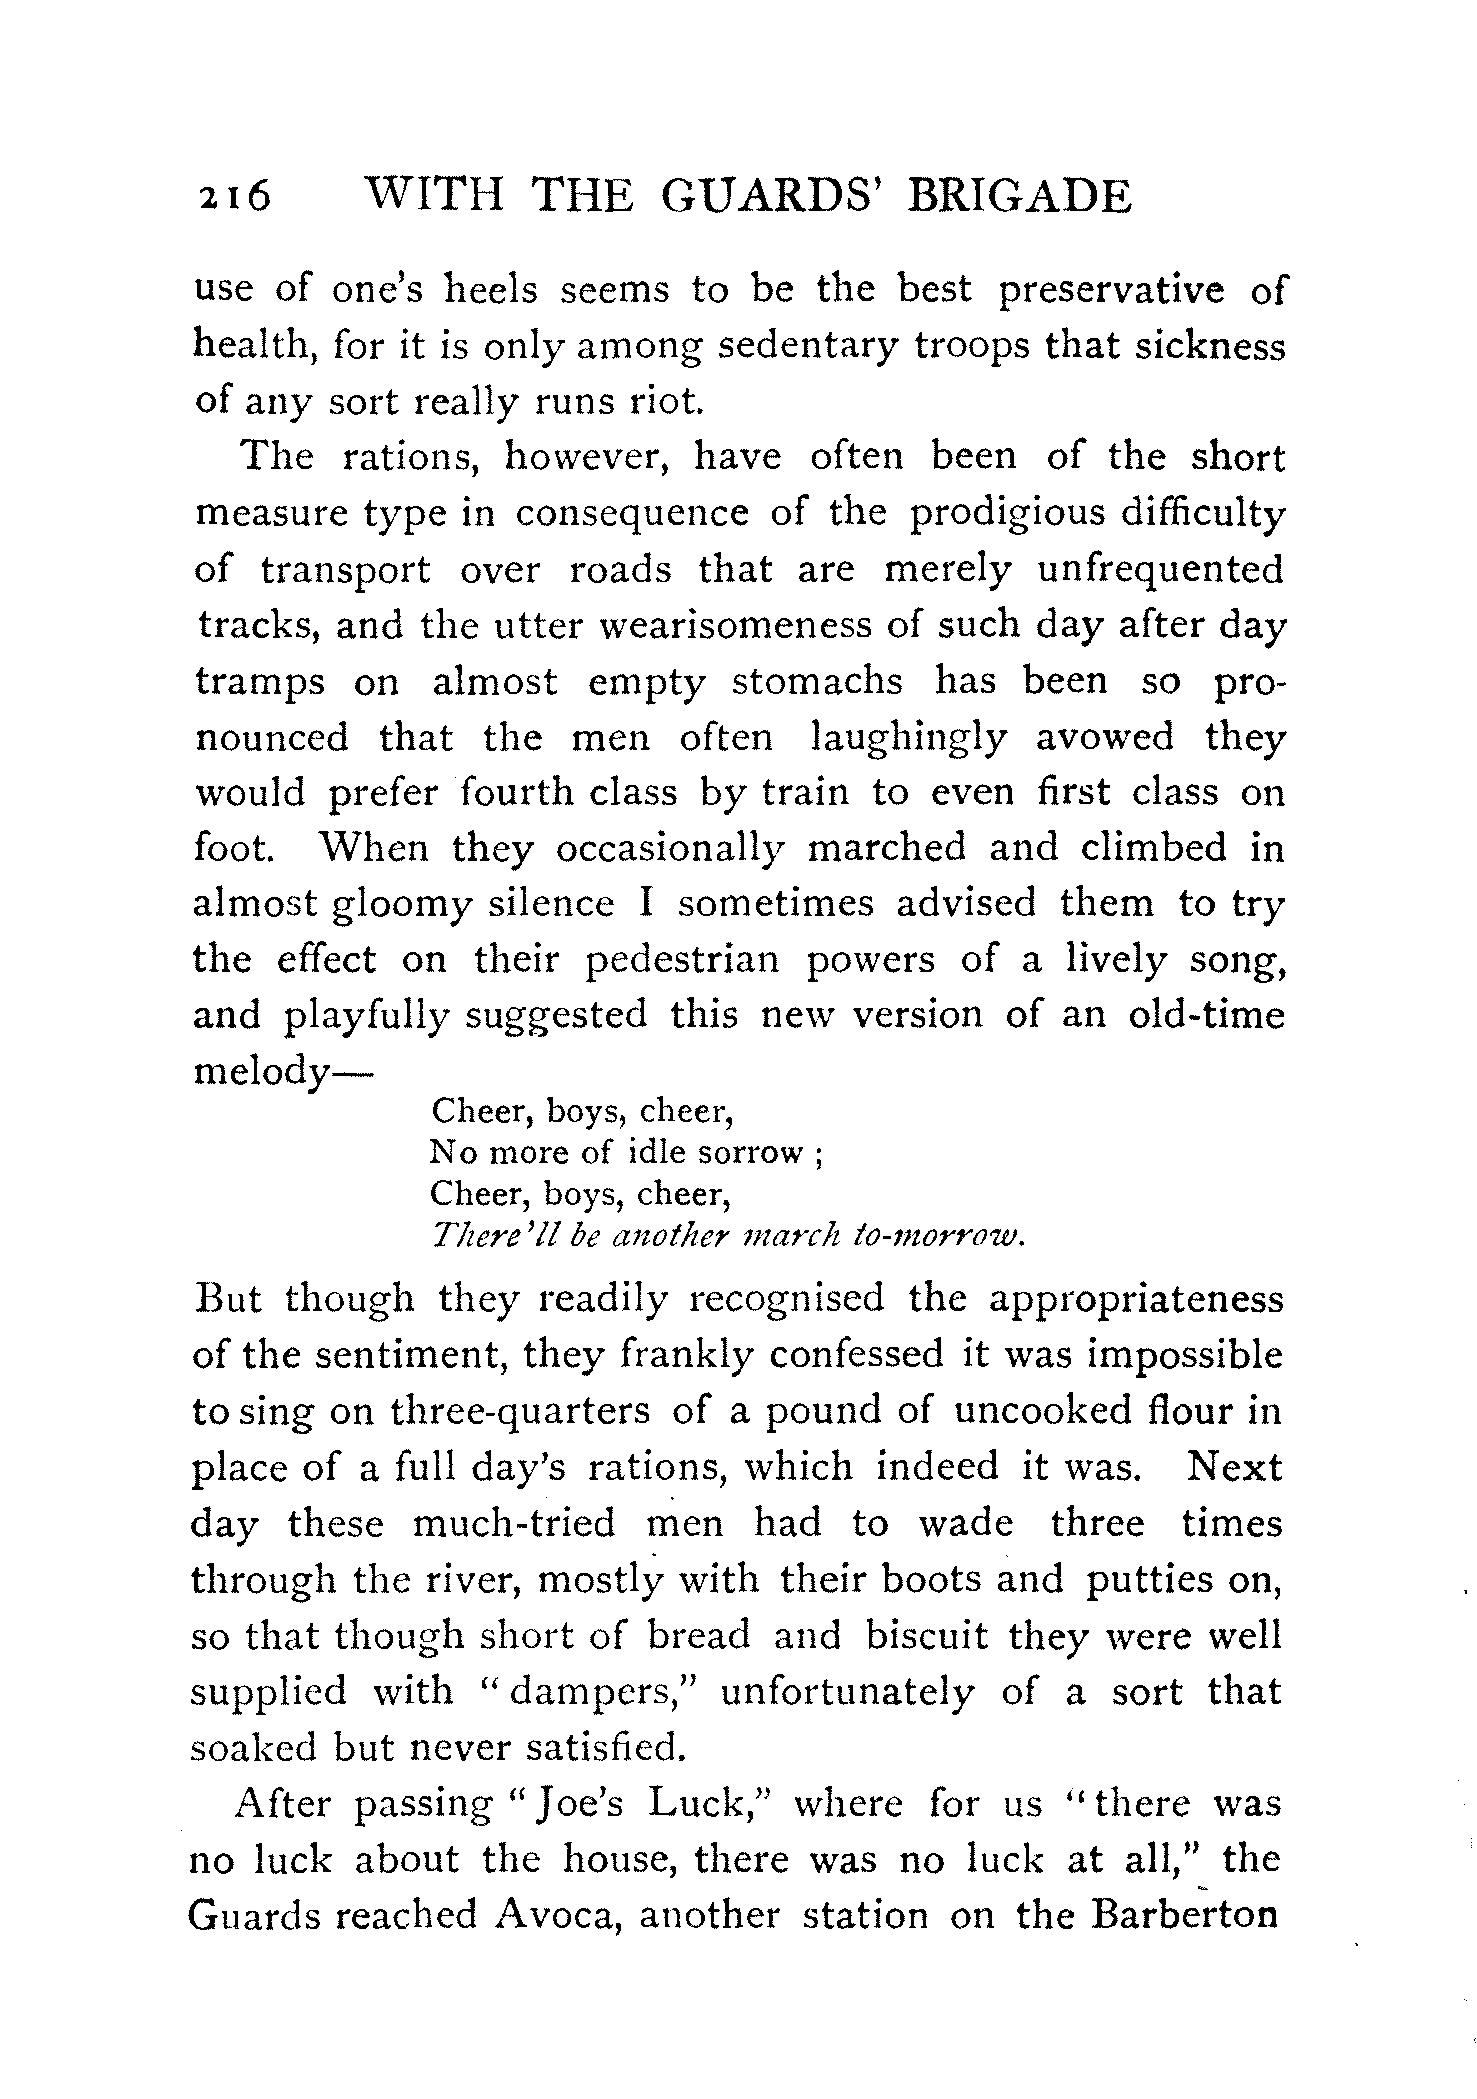 216 WITH THE GUARDS' BRIGADE
use of one's heels seems to be the best preservative of
health, for it is only among sedentary troops that sickness
of any sort really runs riot.
The rations, however, have often been of the short
measure type in consequence of the prodigious difficulty
of transport over roads that are merely unfrequented
tracks, and the utter wearisomeness of such day after day
tramps on almost empty stomachs has been so pro-
nounced that the men often laughingly avowed they
would prefer fourth class by train to even first class on
foot. When they occasionally marched and climbed in
almost gloomy silence I sometimes advised them to try
the effect on their pedestrian powers of a lively song,
and playfully suggested this new version of an old-time
melody—
Cheer, boys, cheer,
No more of idle sorrow ;
Cheer, boys, cheer,
There'll be another march to-morrow.
But though they readily recognised the appropriateness
of the sentiment, they frankly confessed it was impossible
to sing on three-quarters of a pound of uncooked flour in
place of a full day's rations, which indeed it was. Next
day these much-tried men had to wade three times
through the river, mostly with their boots and putties on,
so that though short of bread and biscuit they were well
supplied with " dampers," unfortunately of a sort that
soaked but never satisfied.
After passing " Joe's Luck," where for us " there was
no luck about the house, there was no luck at all," the
Guards reached Avoca, another station on the Barberton